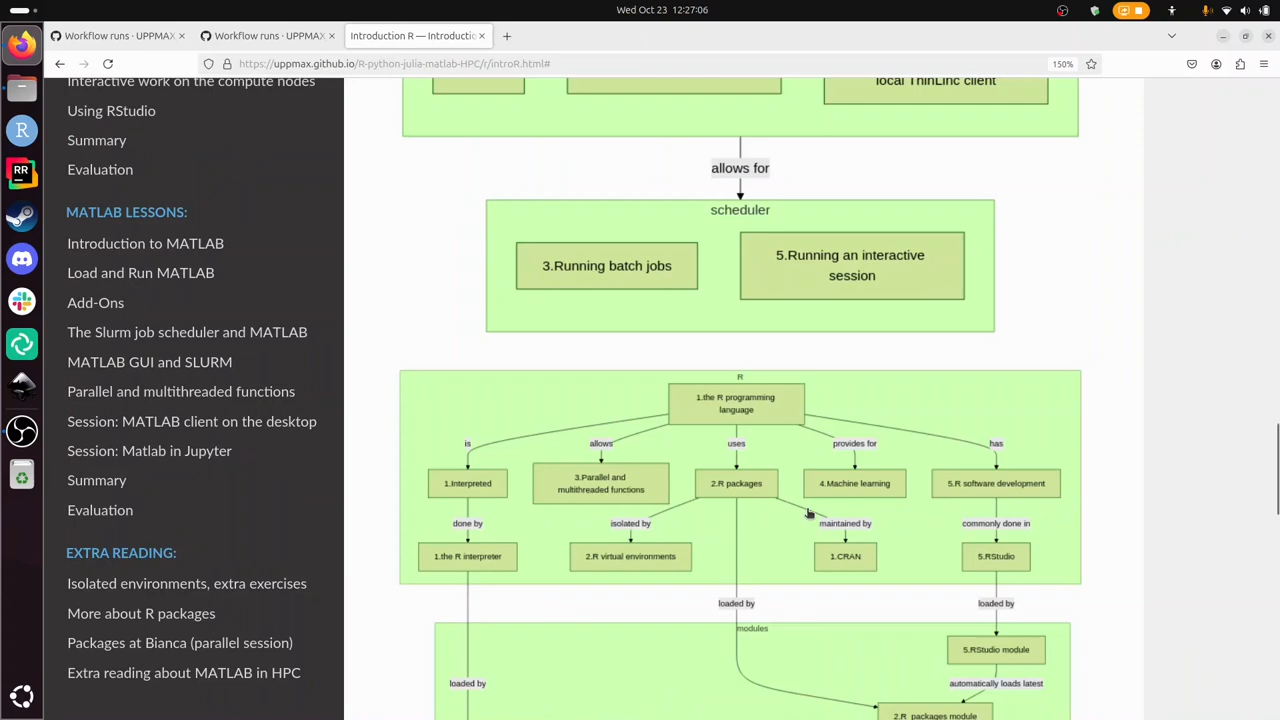 Wed Oct 23 12:27:06
Workflow runs · UPPMAX
Workflow runs · UPPMAX
Introduction R — Introductio
https://uppmax.github.io/R-python-julia-matlab-HPC/r/introR.html#
150%
Interactive work on the compute nodes
Using RStudio
Summary
Evaluation
MATLAB LESSONS:
Introduction to MATLAB
Load and Run MATLAB
Add-Ons
The Slurm job scheduler and MATLAB
MATLAB GUI and SLURM
Parallel and multithreaded functions
Session: MATLAB client on the desktop
Session: Matlab in Jupyter
Summary
Evaluation
EXTRA READING:
Isolated environments, extra exercises
More about R packages
Packages at Bianca (parallel session)
Extra reading about MATLAB in HPC
local ThinLinc client
allows for
scheduler
3.Running batch jobs
5.Running an interactive
session
R
1.the R programming
language
is
allows
uses
provides for
has
1.Interpreted
3.Parallel and
multithreaded functions
2.R packages
4.Machine learning
5.R software development
done by
isolated by
maintained by
commonly done in
1.the R interpreter
2.R virtual environments
1.CRAN
5.RStudio
loaded by
loaded by
modules
5.RStudio module
loaded by
automatically loads latest
2.R_packages module
R
RR